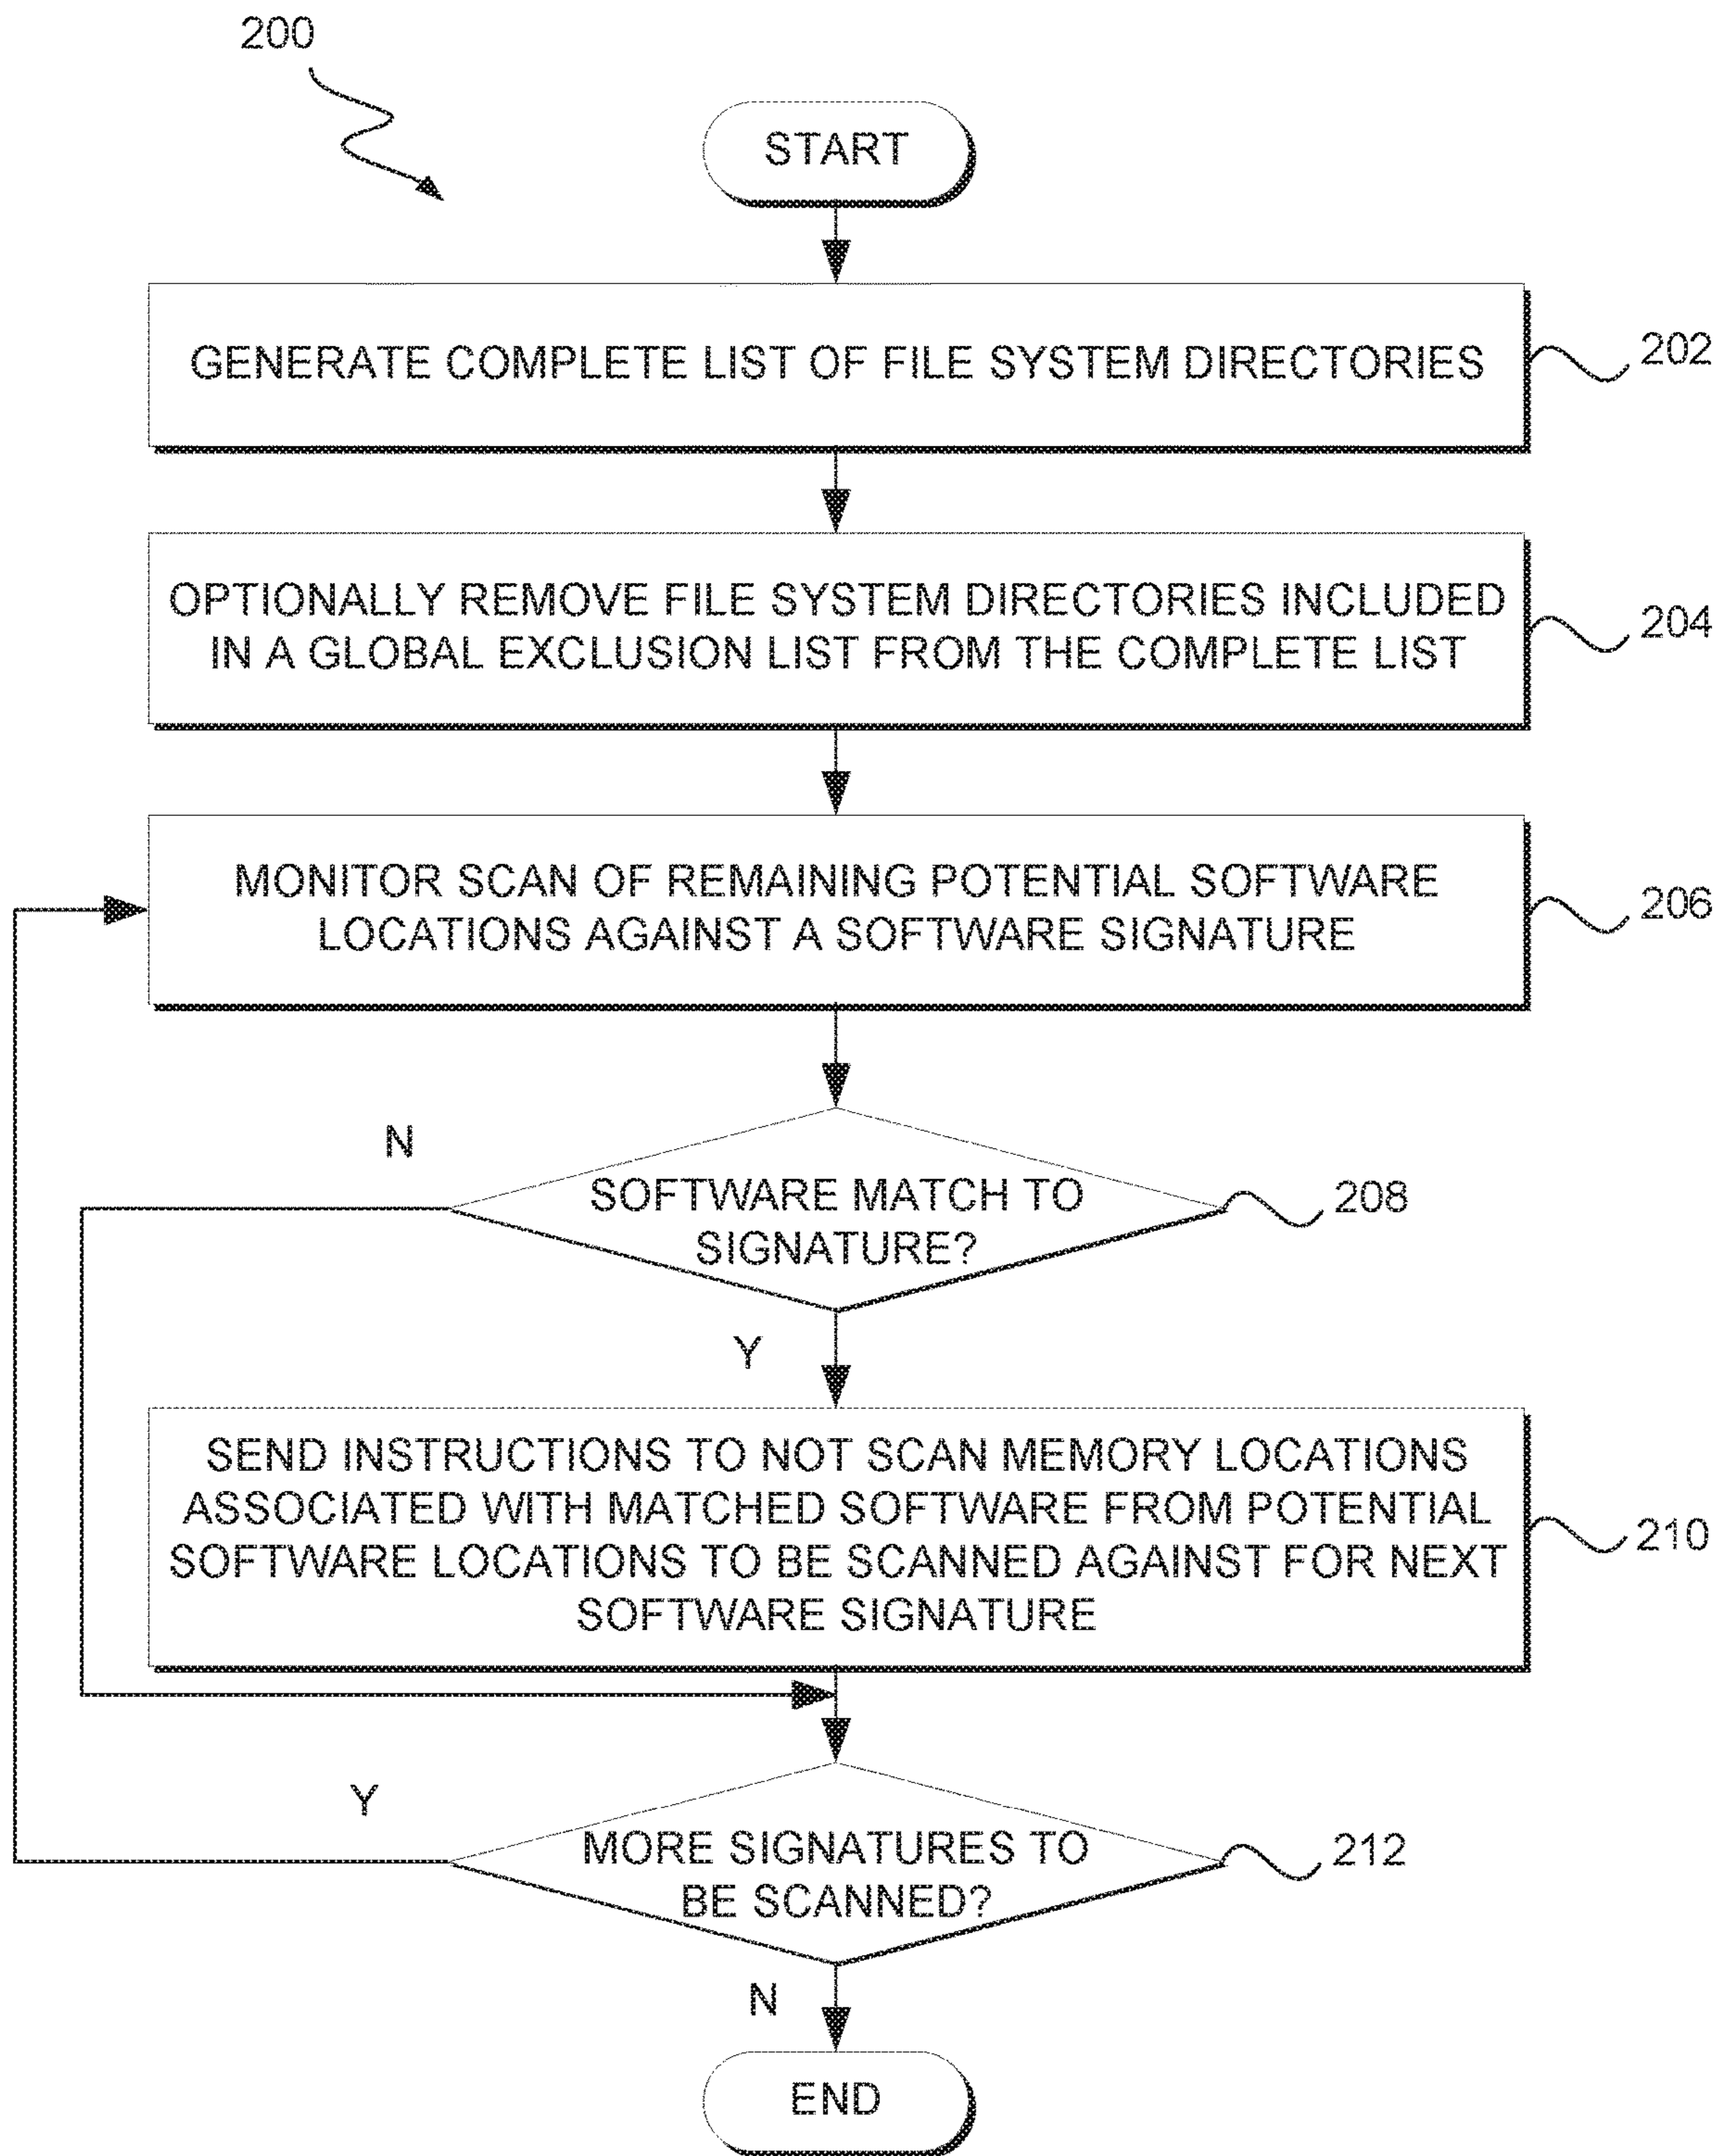 200
START
GENERATE COMPLETE LIST OF FILE SYSTEM DIRECTORIES
202
OPTIONALLY REMOVE FILE SYSTEM DIRECTORIES INCLUDED
IN A GLOBAL EXCLUSION LIST FROM THE COMPLETE LIST
204
MONITOR SCAN OF REMAINING POTENTIAL SOFTWARE
LOCATIONS AGAINST A SOFTWARE SIGNATURE
206
N
SOFTWARE MATCH TO
SIGNATURE?
208
Y
SEND INSTRUCTIONS TO NOT SCAN MEMORY LOCATIONS
ASSOCIATED WITH MATCHED SOFTWARE FROM POTENTIAL
SOFTWARE LOCATIONS TO BE SCANNED AGAINST FOR NEXT
SOFTWARE SIGNATURE
210
Y
MORE SIGNATURES TO
BE SCANNED?
212
N
END